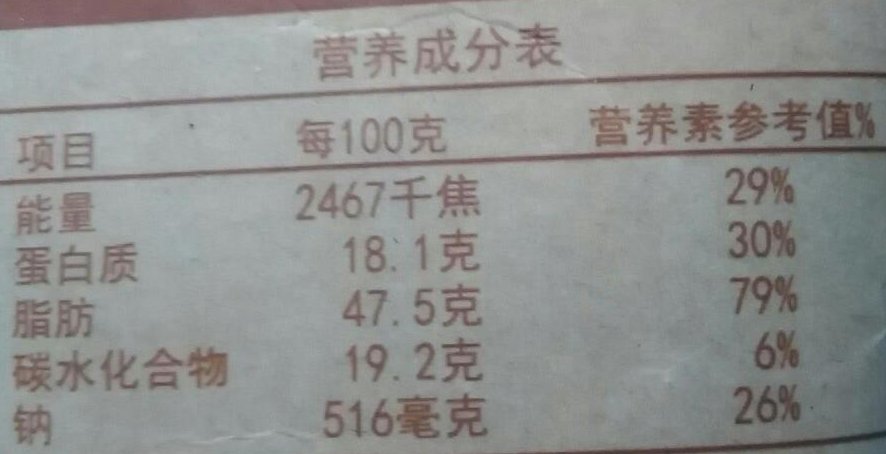 营养成分表
项目 每100克 营养素参考值%
能量 2467千焦 29%
蛋白质 18.1克 30%
脂肪 47.5克 79%
碳水化合物 19.2克 6%
钠 516毫克 26%